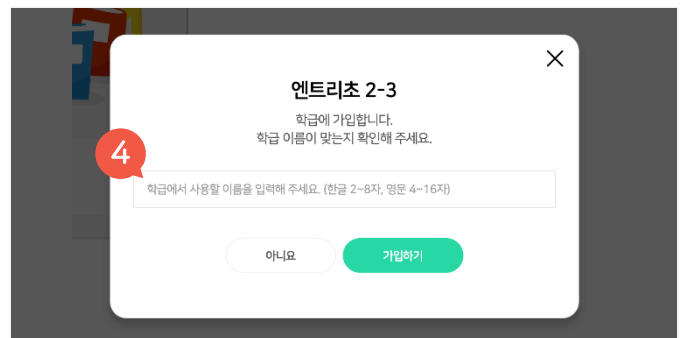 엔트리초 2-3
학급에 가입합니다.
학급 이름이 맞는지 확인해 주세요.
4
학급에서 사용할 이름을 입력해 주세요. (한글 2~8자, 영문 4~16자)
아니요
가입하기